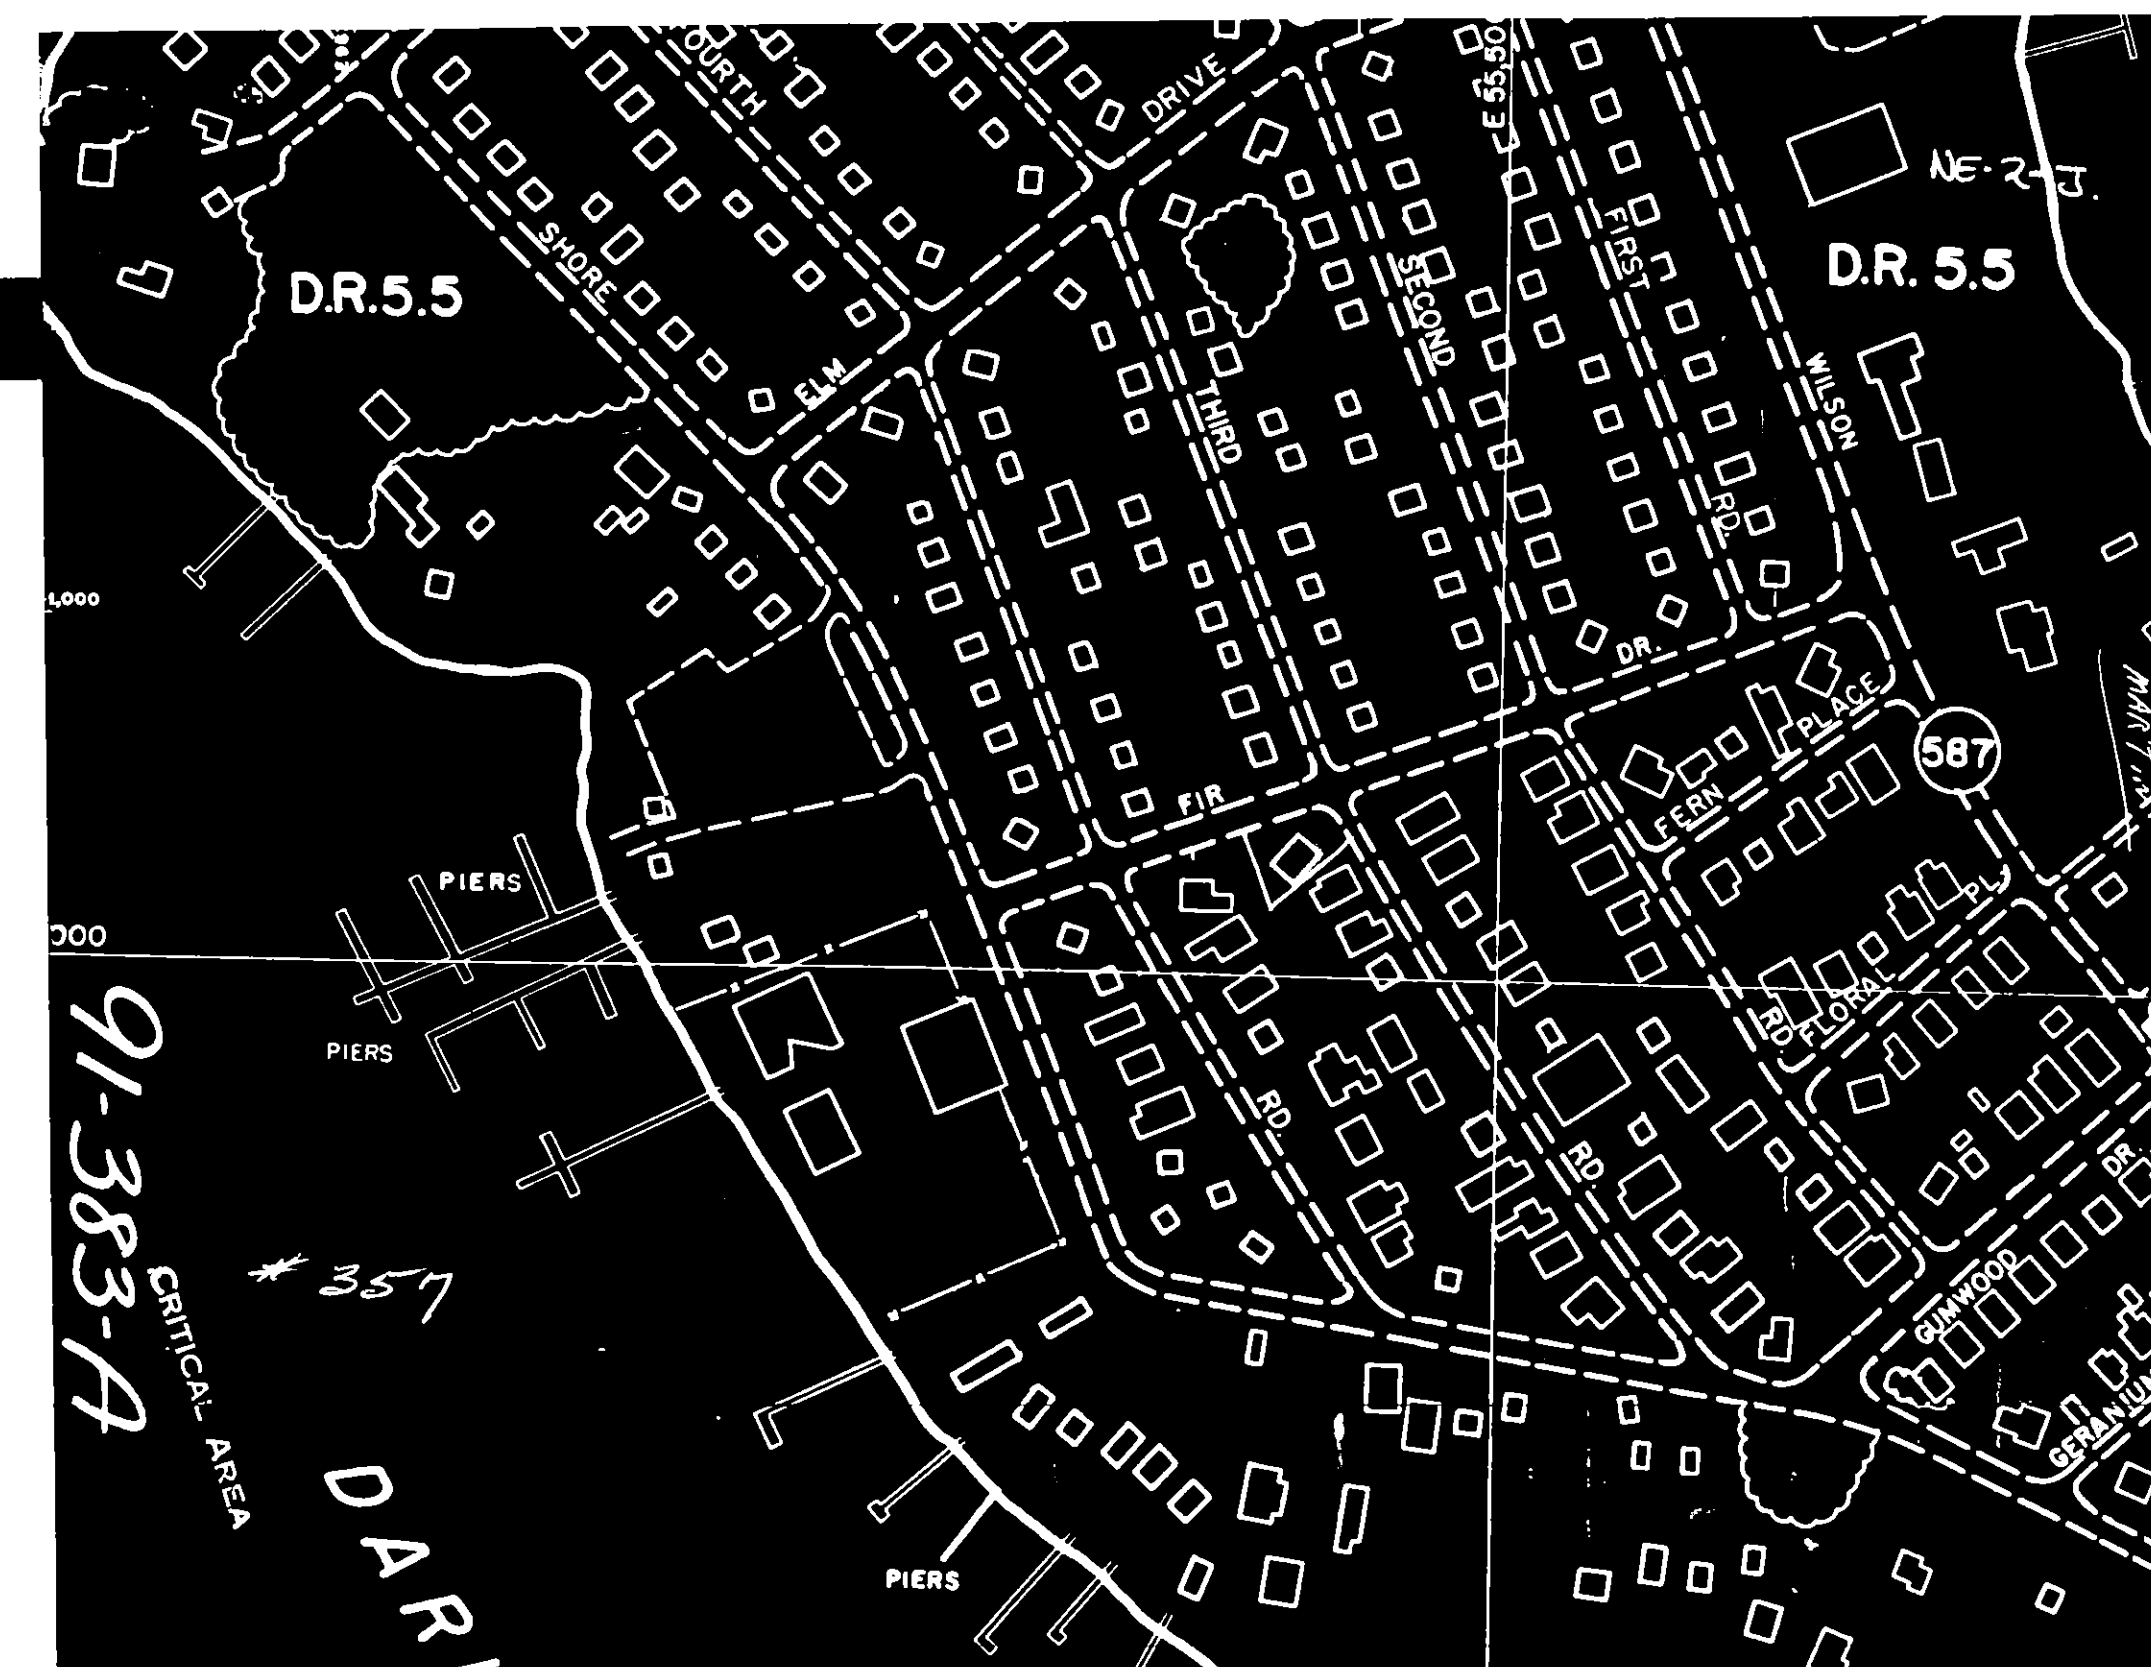 FOURTH
DRIVE
E 55,500
NE-2-J.
D.R. 5.5
D.R. 5.5
SHORE
FIRST
SECOND
ELM
THIRD
WILSON
RD.
1,000
DR.
PLACE
MARTIN
587
FIR
FERN
PIERS
PL.
000
FLORAL
RD.
PIERS
RD.
RD.
DR.
91-383-A
CRITICAL AREA
* 357
GUMWOOD
GERANIUM
PIERS
DAR